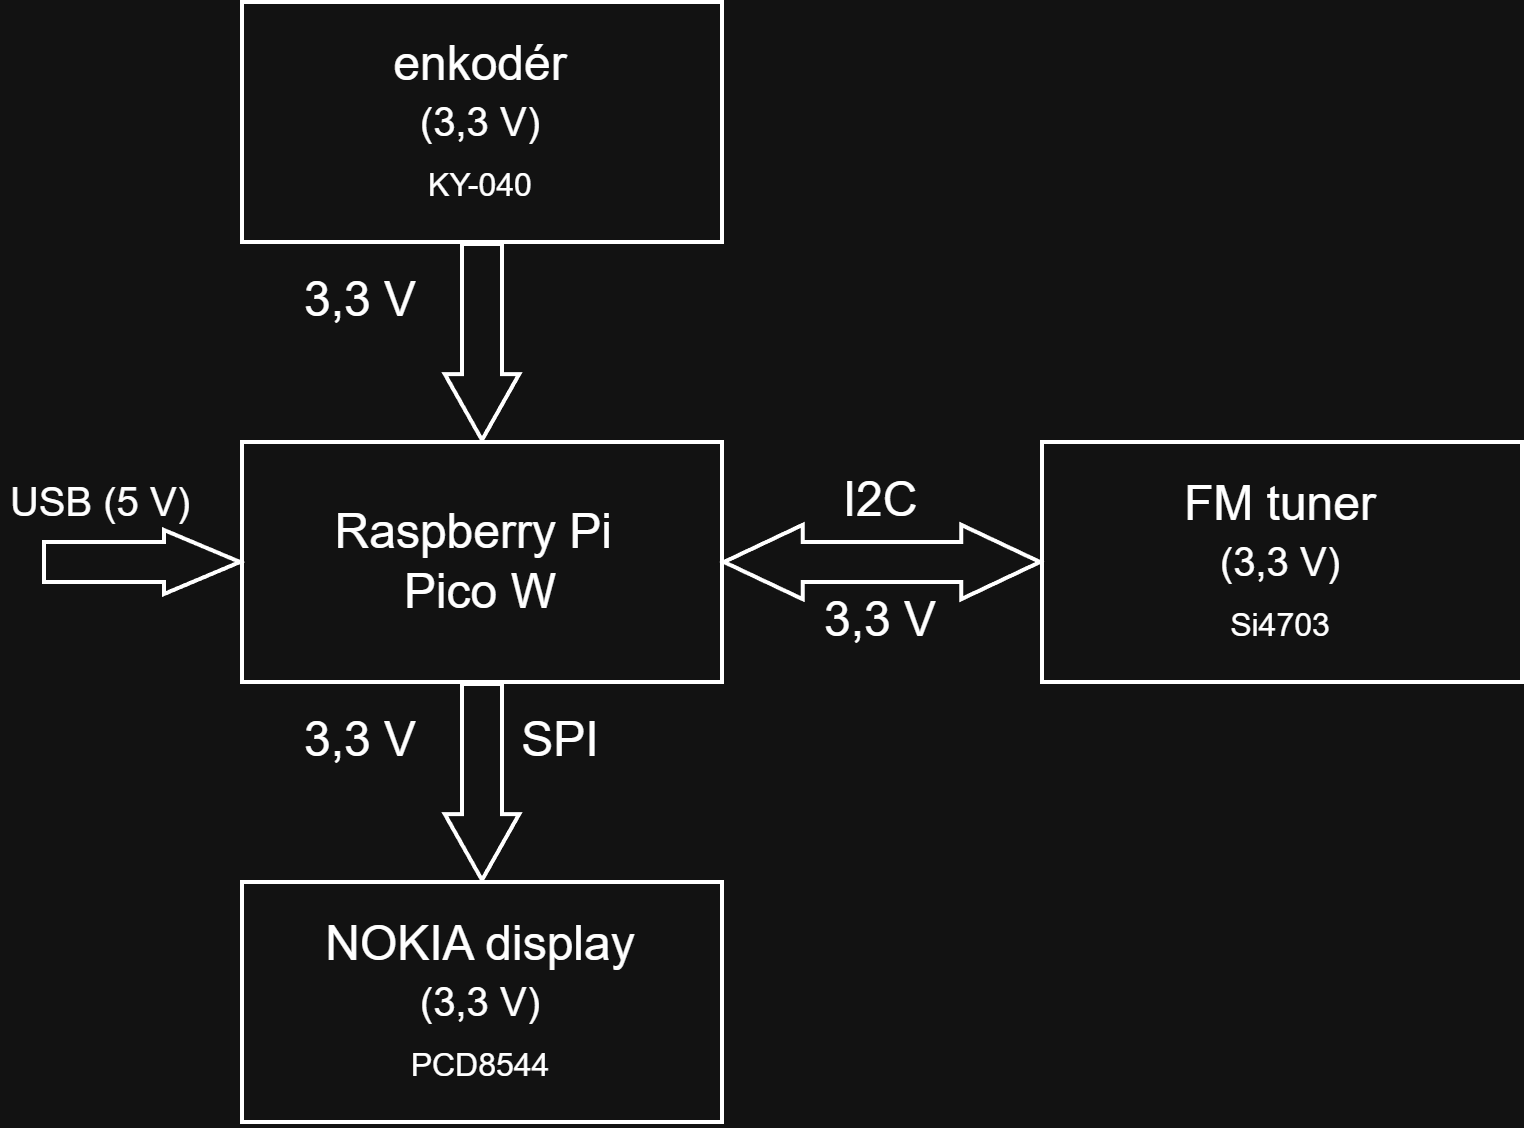 enkodér
(3,3 V)
KY-040
3,3 V
USB (5 V)
Raspberry Pi
Pico W
I2C
3,3 V
FM tuner
(3,3 V)
Si4703
3,3 V
SPI
NOKIA display
(3,3 V)
PCD8544